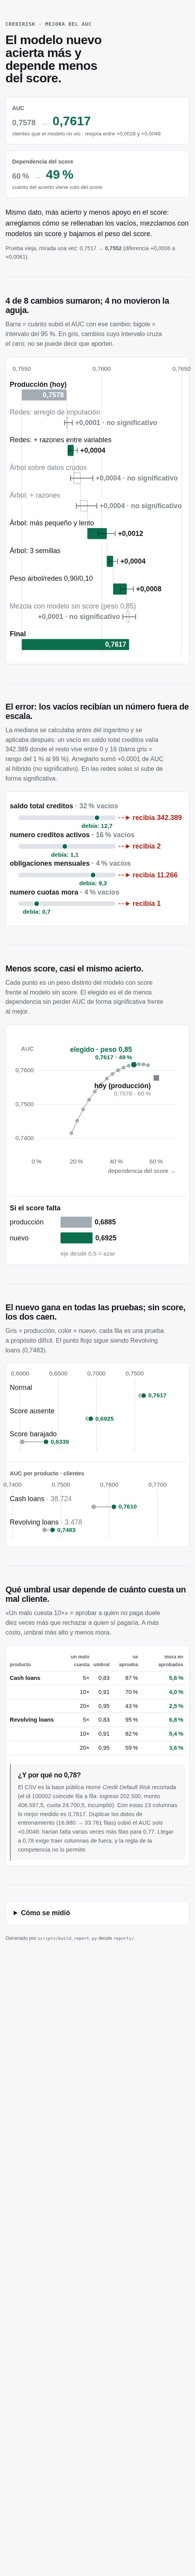 CREDIRISK · MEJORA DEL AUC
El modelo nuevo
acierta más y
depende menos
del score.
AUC
0,7578 → 0,7617
clientes que el modelo no vio · mejora entre +0,0028 y +0,0049
Dependencia del score
60 % → 49 %
cuánto del acierto viene solo del score
Mismo dato, más acierto y menos apoyo en el score:
arreglamos cómo se rellenaban los vacíos, mezclamos con
modelos sin score y bajamos el peso del score.
Prueba vieja, mirada una vez: 0,7517 → 0,7552 (diferencia +0,0006 a
+0,0061).
4 de 8 cambios sumaron; 4 no movieron la
aguja.
Barra = cuánto subió el AUC con ese cambio; bigote =
margen del 95 %. En gris, cambios cuyo intervalo cruza
el cero: no se puede decir que aporten.
0,7550 0,7600 0,7650
Producción (hoy)
0,7578
Redes: arreglo de imputación
+0,0001 · no significativo
Redes: + razones entre variables
+0,0004
Árbol sobre datos crudos
+0,0004 · no significativo
Árbol: + razones
+0,0004 · no significativo
Árbol: más pequeño y lento
+0,0012
Árbol: 3 semillas
+0,0004
Peso árbol/redes 0,90/0,10
+0,0008
Mezcla con modelo sin score (peso 0,85)
+0,0001 · no significativo
Final
0,7617
El error: los vacíos recibían un número fuera de
escala.
La mediana se calculaba antes del logaritmo y se
aplicaba después: un vacío en saldo total creditos valía
342.389 donde el resto vive entre 0 y 16 (barra gris =
rango del 1 % al 99 %). Arreglarlo sumó +0,0001 de AUC
al híbrido (no significativo). En las redes solas sí sube de
forma significativa.
saldo total creditos · 32 % vacíos
recibía 342.389
debía: 12,7
numero creditos activos · 16 % vacíos
recibía 2
debía: 1,1
obligaciones mensuales · 4 % vacíos
recibía 11.266
debía: 9,3
numero cuotas mora · 4 % vacíos
recibía 1
debía: 0,7
Menos score, casi el mismo acierto.
Cada punto es un peso distinto del modelo con score
frente al modelo sin score. El elegido es el de menor
dependencia sin perder AUC de forma significativa frente
al mejor.
AUC
elegido · peso 0,85
0,7617 · 49 %
0,7600
hoy (producción)
0,7578 · 60 %
0,7500
0,7400
0 % 20 % 40 % 60 %
dependencia del score →
Si el score falta
producción 0,6885
nuevo 0,6925
eje desde 0,5 = azar
El nuevo gana en todas las pruebas; sin score,
los dos caen.
Gris = producción, color = nuevo, cada fila es una prueba
a propósito difícil. El punto flojo sigue siendo Revolving
loans (0,7483).
0,6000 0,6500 0,7000 0,7500
Normal
0,7617
Score ausente
0,6925
Score barajado
0,6339
AUC por producto · clientes
0,7400 0,7500 0,7600 0,7700
Cash loans · 38.724
0,7610
Revolving loans · 3.478
0,7483
Qué umbral usar depende de cuánto cuesta un
mal cliente.
«Un malo cuesta 10×» = aprobar a quien no paga duele
diez veces más que rechazar a quien sí pagaría. A más
costo, umbral más alto y menos mora.
producto un malo cuesta umbral se aprueba mora en aprobados
Cash loans 5× 0,83 87 % 5,6 %
10× 0,91 70 % 4,0 %
20× 0,95 43 % 2,5 %
Revolving loans 5× 0,95 95 % 6,8 %
10× 0,91 82 % 5,4 %
20× 0,95 59 % 3,6 %
¿Y por qué no 0,78?
El CSV es la base pública Home Credit Default Risk recortada
(el id 100002 coincide fila a fila: ingreso 202.500, monto
406.597,5, cuota 24.700,5, incumplió). Con estas 23 columnas
lo mejor medido es 0,7617. Duplicar los datos de
entrenamiento (16.880 → 33.761 filas) subió el AUC solo
+0,0046: harían falta varias veces más filas para 0,77. Llegar
a 0,78 exige traer columnas de fuera, y la regla de la
competencia no lo permite.
▶ Cómo se midió
Generado por scripts/build_report.py desde reports/.